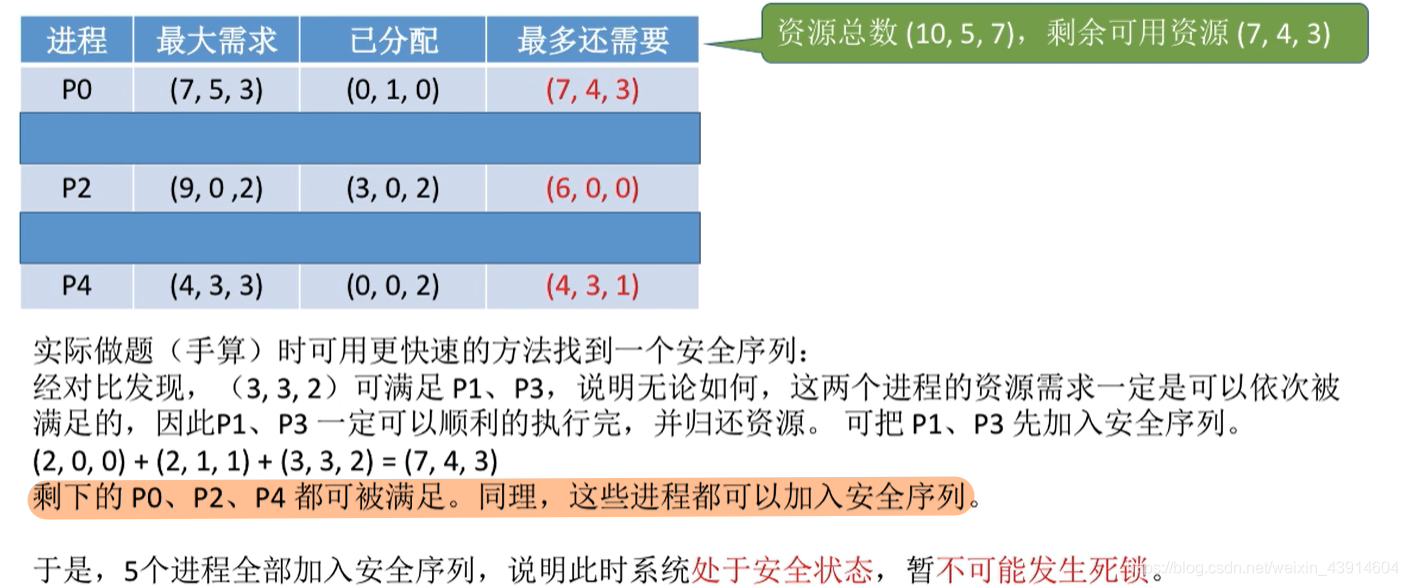 进程 最大需求 已分配 最多还需要
资源总数 (10, 5, 7)，剩余可用资源 (7, 4, 3)
P0 (7, 5, 3) (0, 1, 0) (7, 4, 3)
P2 (9, 0 ,2) (3, 0, 2) (6, 0, 0)
P4 (4, 3, 3) (0, 0, 2) (4, 3, 1)
实际做题（手算）时可用更快速的方法找到一个安全序列：
经对比发现，（3, 3, 2）可满足 P1、P3，说明无论如何，这两个进程的资源需求一定是可以依次被
满足的，因此P1、P3 一定可以顺利的执行完，并归还资源。 可把 P1、P3 先加入安全序列。
(2, 0, 0) + (2, 1, 1) + (3, 3, 2) = (7, 4, 3)
剩下的 P0、P2、P4 都可被满足。同理，这些进程都可以加入安全序列。
于是，5个进程全部加入安全序列，说明此时系统处于安全状态，暂不可能发生死锁。
https://blog.csdn.net/weixin_43914604